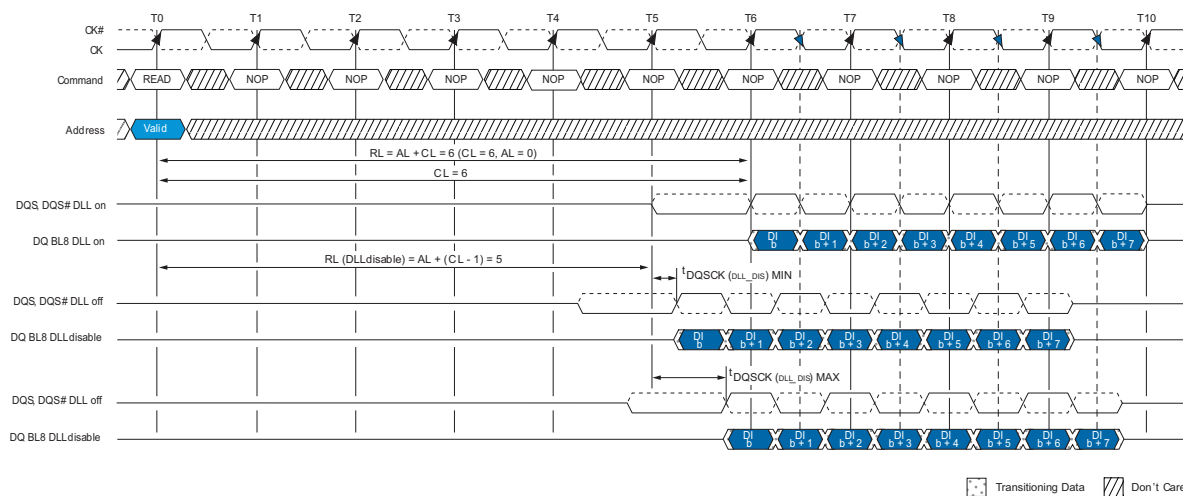 T0 T1 T2 T3 T4 T5 T6 T7 T8 T9 T10
CK#
CK
Command READ NOP NOP NOP NOP NOP NOP NOP NOP NOP NOP
Address Valid
RL = AL + CL = 6 (CL = 6, AL = 0)
CL = 6
DQS, DQS# DLL on
DQ BL8 DLL on DI b DI b + 1 DI b + 2 DI b + 3 DI b + 4 DI b + 5 DI b + 6 DI b + 7
RL (DLLdisable) = AL + (CL - 1) = 5
tDQSCK (DLL_DIS) MIN
DQS, DQS# DLL off
DQ BL8 DLLdisable DI b DI b + 1 DI b + 2 DI b + 3 DI b + 4 DI b + 5 DI b + 6 DI b + 7
tDQSCK (DLL_DIS) MAX
DQS, DQS# DLL off
DQ BL8 DLLdisable DI b DI b + 1 DI b + 2 DI b + 3 DI b + 4 DI b + 5 DI b + 6 DI b + 7
Transitioning Data Don't Care